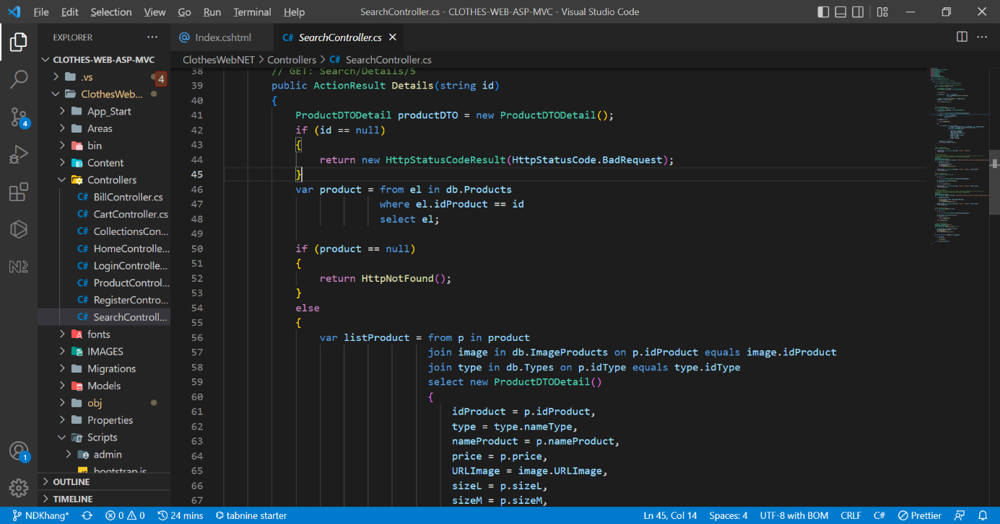 File Edit Selection View Go Run Terminal Help SearchController.cs - CLOTHES-WEB-ASP-MVC - Visual Studio Code
EXPLORER
CLOTHES-WEB-ASP-MVC
.vs
4
ClothesWeb...
App_Start
Areas
bin
Content
Controllers
C# BillController.cs
C# CartController.cs
C# CollectionsCon...
C# HomeControlle...
C# LoginControlle...
C# ProductControl...
C# RegisterContro...
C# SearchControll...
fonts
IMAGES
Migrations
Models
obj
Properties
Scripts
admin
bootstrap.js
OUTLINE
TIMELINE
4
1
@ Index.cshtml C# SearchController.cs
ClothesWebNET > Controllers > C# SearchController.cs
38 // GET: Search/Details/5
39 public ActionResult Details(string id)
40 {
41 ProductDTODetail productDTO = new ProductDTODetail();
42 if (id == null)
43 {
44 return new HttpStatusCodeResult(HttpStatusCode.BadRequest);
45 }
46 var product = from el in db.Products
47 where el.idProduct == id
48 select el;
49
50 if (product == null)
51 {
52 return HttpNotFound();
53 }
54 else
55 {
56 var listProduct = from p in product
57 join image in db.ImageProducts on p.idProduct equals image.idProduct
58 join type in db.Types on p.idType equals type.idType
59 select new ProductDTODetail()
60 {
61 idProduct = p.idProduct,
62 type = type.nameType,
63 nameProduct = p.nameProduct,
64 price = p.price,
65 URLImage = image.URLImage,
66 sizeL = p.sizeL,
67 sizeM = p.sizeM,
NDKhang* 0 0 24 mins tabnine starter Ln 45, Col 14 Spaces: 4 UTF-8 with BOM CRLF C# Prettier